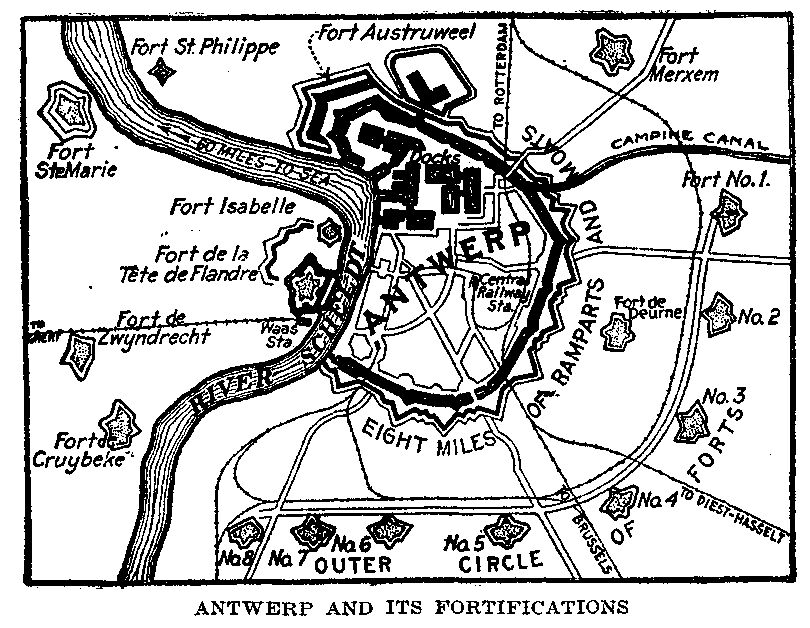 Fort St. Philippe
Fort Austruweel
TO ROTTERDAM
Fort
Merxem
Fort
Ste Marie
60 MILES TO SEA
Docks
MOATS
CAMPINE CANAL
Fort No. 1.
Fort Isabelle
Fort de la
Tête de Flandre
ANTWERP
AND
Central
Railway
Sta.
RAMPARTS
Fort de
Deurne
No. 2
TO
Fort de
Zwyndrecht
Waas
Sta
RIVER SCHELDT
OF
No. 3
EIGHT MILES
Fort de
Cruybeke
FORTS
No. 4
TO DIEST-HASSELT
TO BRUSSELS
OF
No. 8
No. 7
No. 6
No. 5
OUTER CIRCLE
ANTWERP AND ITS FORTIFICATIONS